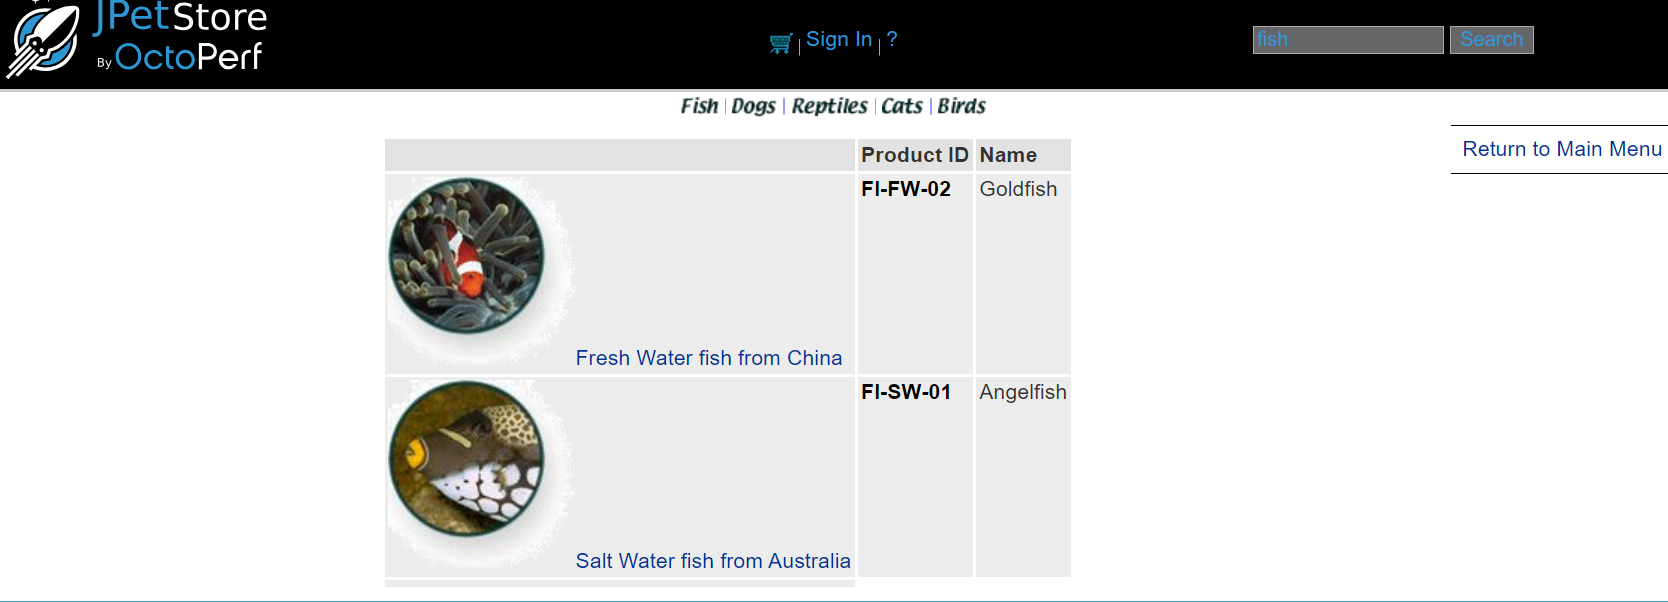 JPetStore
By OctoPerf
Sign In | ?
fish
Search
Fish | Dogs | Reptiles | Cats | Birds
Return to Main Menu
Product ID Name
Fresh Water fish from China FI-FW-02 Goldfish
Salt Water fish from Australia FI-SW-01 Angelfish